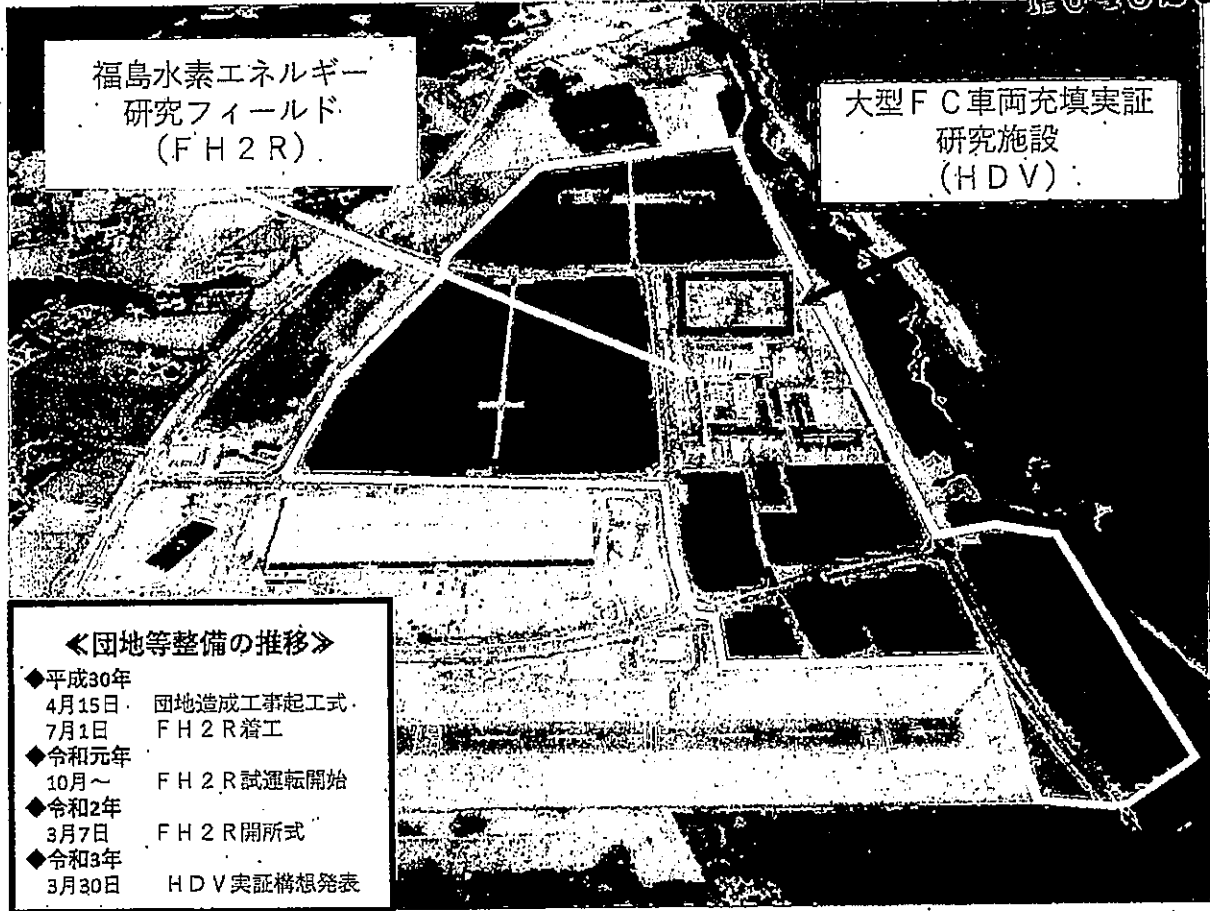 福島水素エネルギー
研究フィールド
(FH2R)
大型FC車両充填実証
研究施設
(HDV)
≪団地等整備の推移≫
◆平成30年
4月15日 団地造成工事起工式
7月1日 FH2R着工
◆令和元年
10月～ FH2R試運転開始
◆令和2年
3月7日 FH2R開所式
◆令和3年
3月30日 HDV実証構想発表